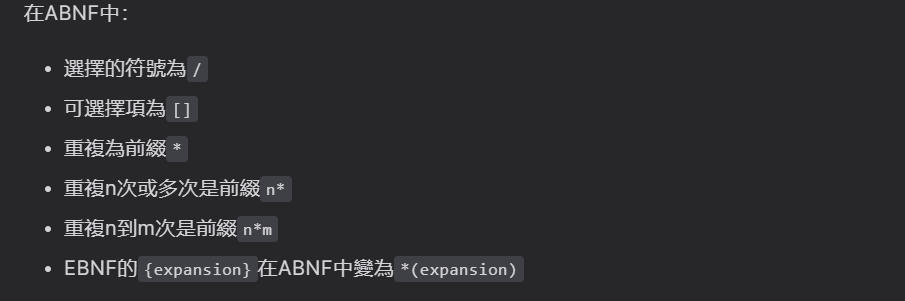 在ABNF中：
• 選擇的符號為 /
• 可選擇項為 []
• 重複為前綴 *
• 重複n次或多次是前綴 n*
• 重複n到m次是前綴 n*m
• EBNF的 {expansion} 在ABNF中變為 *(expansion)